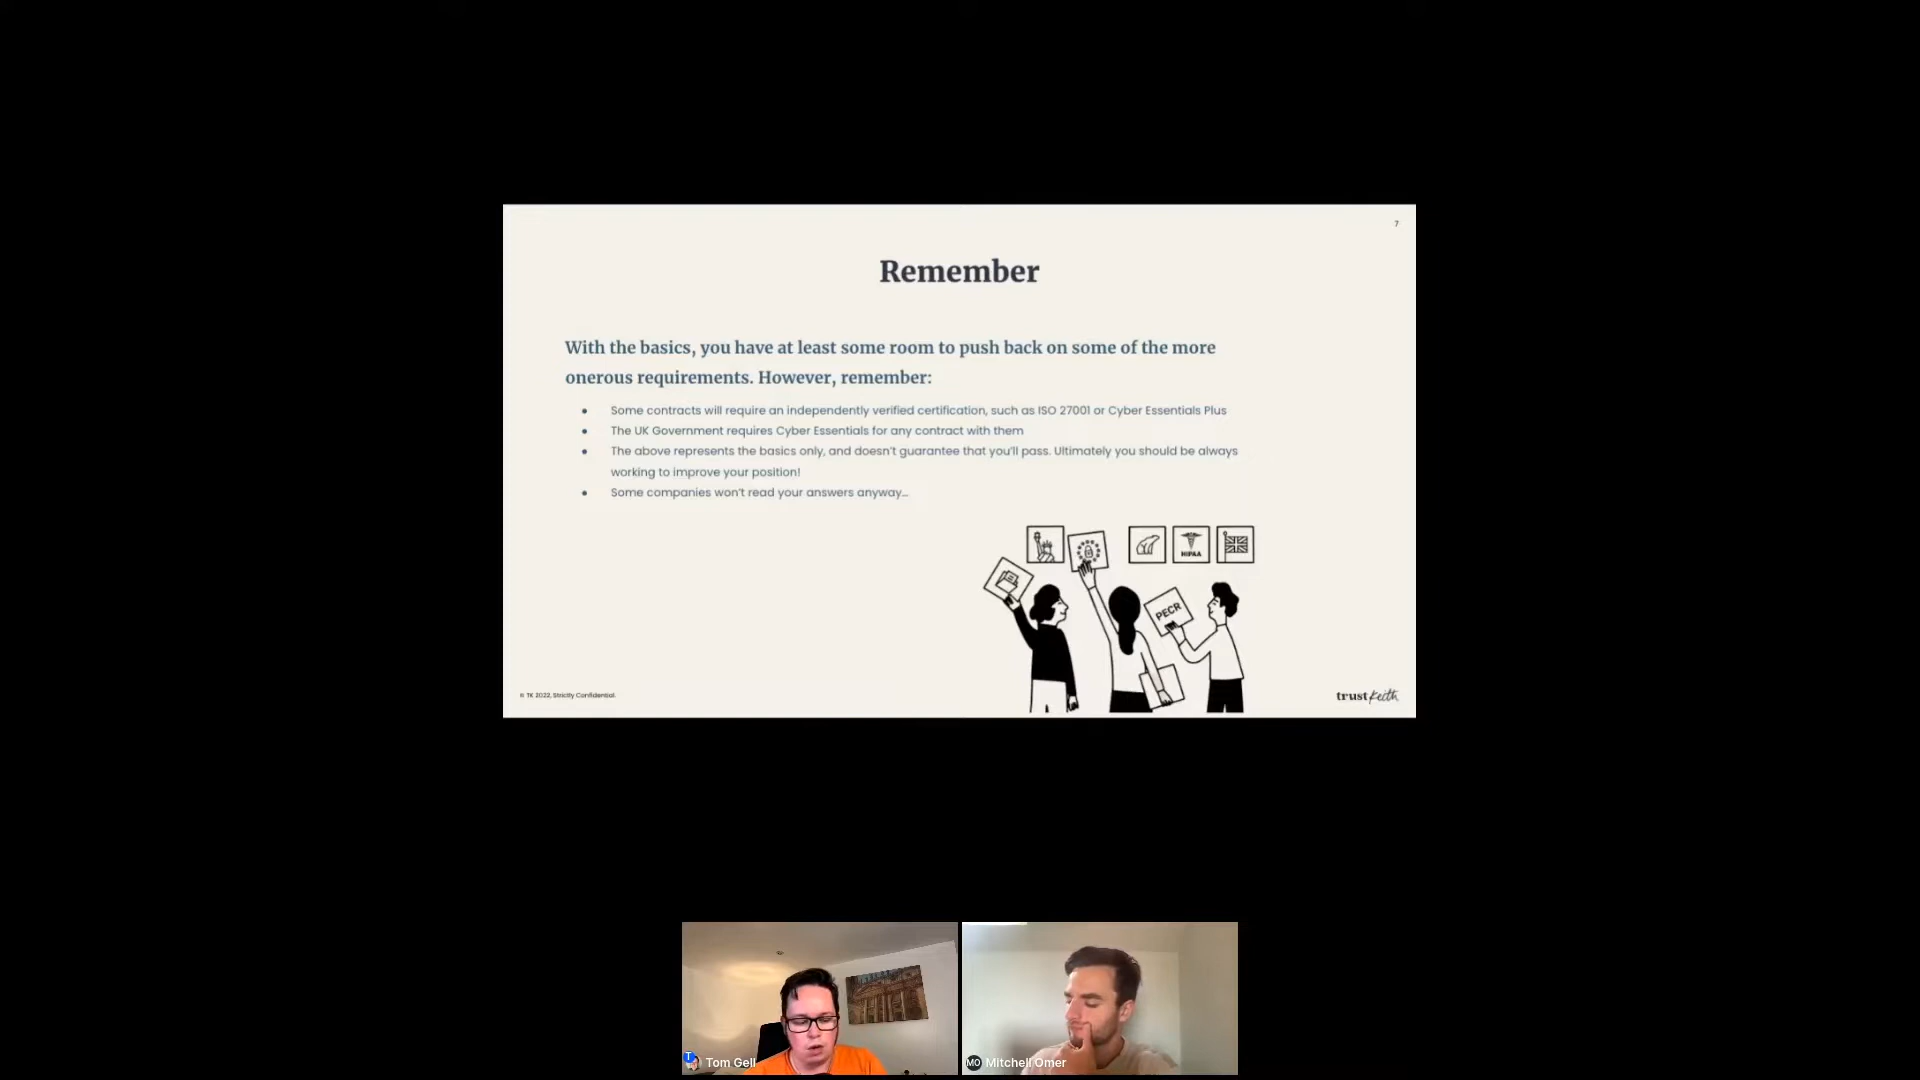 7
Remember
With the basics, you have at least some room to push back on some of the more
onerous requirements. However, remember:
● Some contracts will require an independently verified certification, such as ISO 27001 or Cyber Essentials Plus
● The UK Government requires Cyber Essentials for any contract with them
● The above represents the basics only, and doesn't guarantee that you'll pass. Ultimately you should be always
working to improve your position!
● Some companies won't read your answers anyway...
HIPAA
PECR
© TK 2022, Strictly Confidential.
trust Keith
T Tom Gell
MO Mitchell Omer